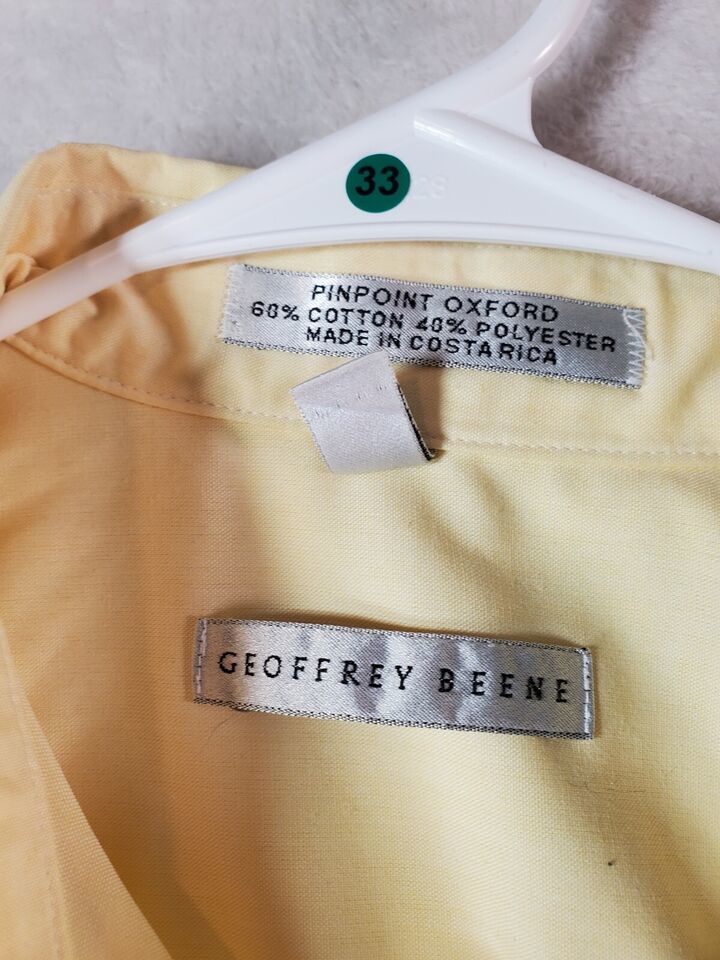 33
PINPOINT OXFORD
60% COTTON 40% POLYESTER
MADE IN COSTA RICA
GEOFFREY BEENE